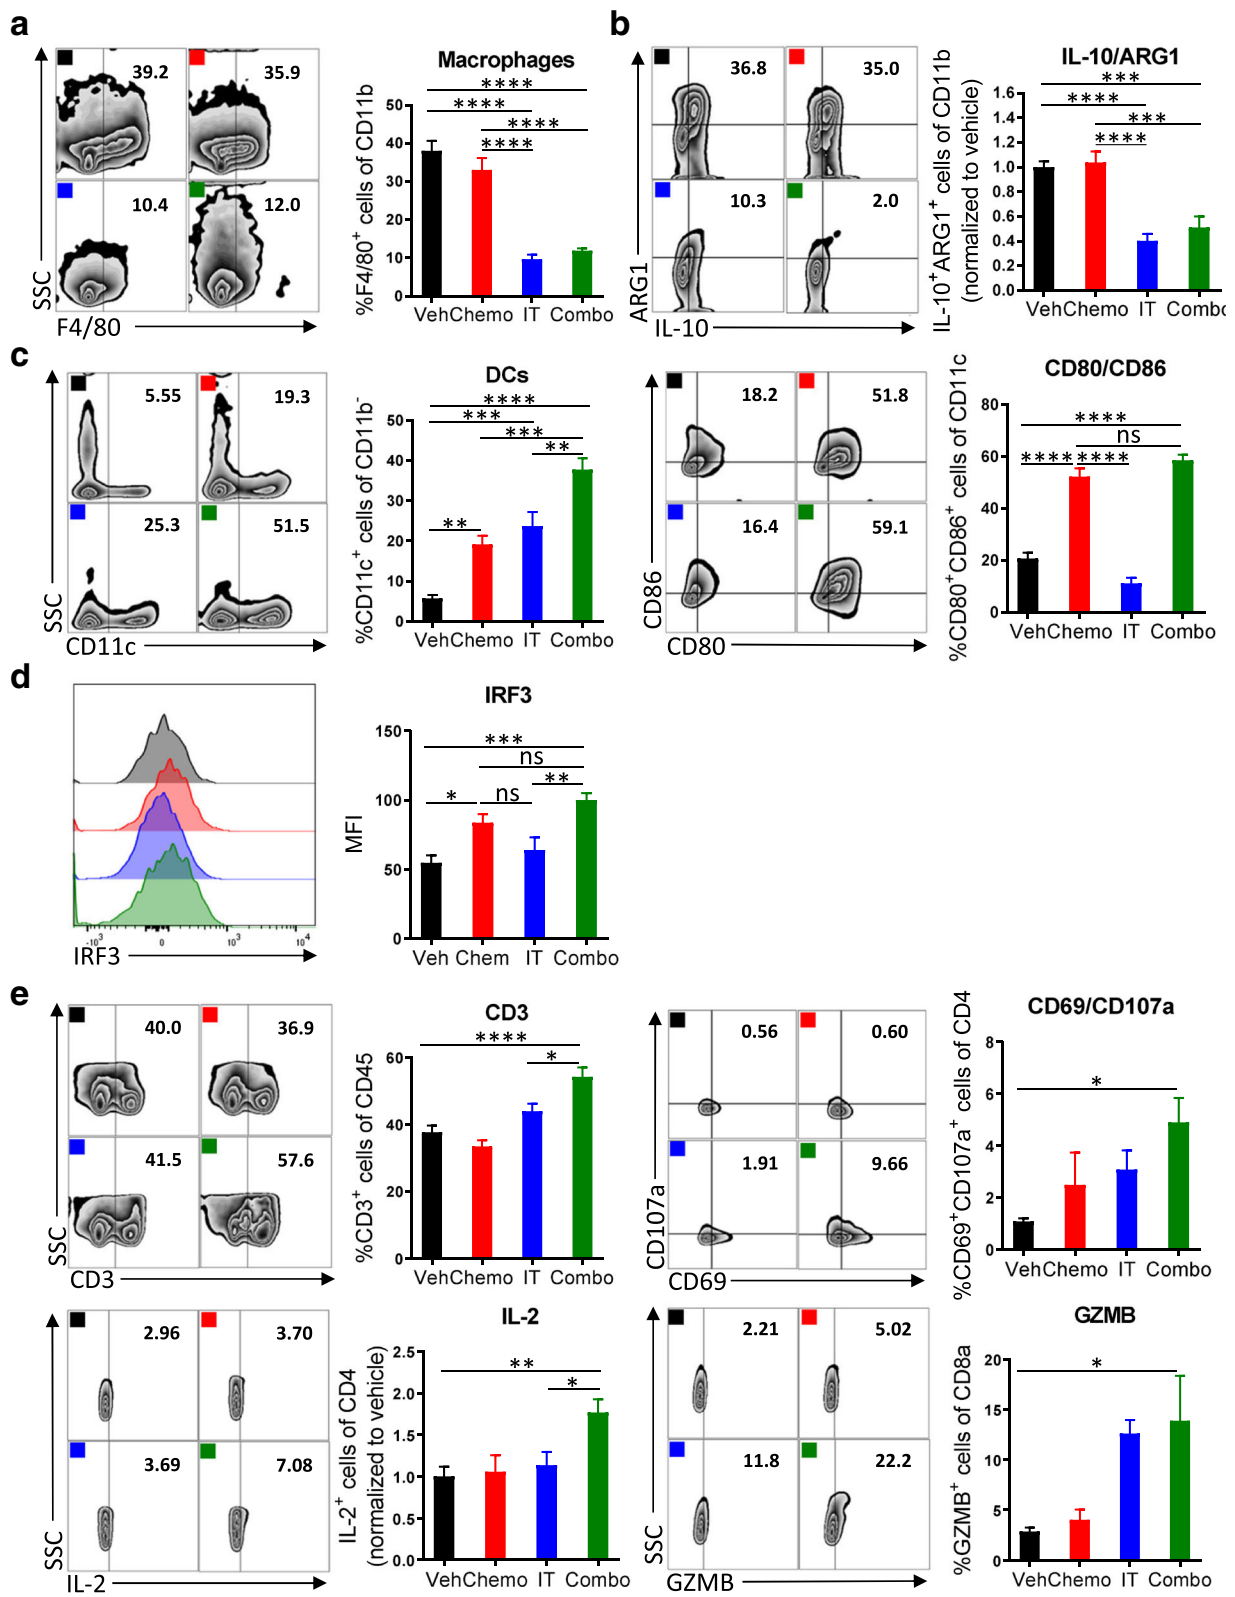 a
SSC
39.2
35.9
10.4
12.0
F4/80
Macrophages
****
****
****
****
%F4/80+ cells of CD11b
50
40
30
20
10
0
Veh Chemo IT Combo
b
ARG1
36.8
35.0
10.3
2.0
IL-10
IL-10/ARG1
***
****
***
****
IL-10+ARG1+ cells of CD11b
(normalized to vehicle)
1.6
1.4
1.2
1.0
0.8
0.6
0.4
0.2
0.0
Veh Chemo IT Combo
c
SSC
5.55
19.3
25.3
51.5
CD11c
DCs
****
***
***
**
**
%CD11c+ cells of CD11b-
50
40
30
20
10
0
Veh Chemo IT Combo
CD86
18.2
51.8
16.4
59.1
CD80
CD80/CD86
****
ns
**** ****
%CD80+CD86+ cells of CD11c
80
60
40
20
0
Veh Chemo IT Combo
d
-10^3 0 10^3 10^4
IRF3
IRF3
***
ns
**
* ns
MFI
150
100
50
0
Veh Chem IT Combo
e
SSC
40.0
36.9
41.5
57.6
CD3
CD3
****
*
%CD3+ cells of CD45
60
40
20
0
Veh Chemo IT Combo
CD107a
0.56
0.60
1.91
9.66
CD69
CD69/CD107a
*
%CD69+CD107a+ cells of CD4
8
6
4
2
0
Veh Chemo IT Combo
SSC
2.96
3.70
3.69
7.08
IL-2
IL-2
**
*
IL-2+ cells of CD4
(normalized to vehicle)
2.5
2.0
1.5
1.0
0.5
0.0
Veh Chemo IT Combo
SSC
2.21
5.02
11.8
22.2
GZMB
GZMB
*
%GZMB+ cells of CD8a
20
15
10
5
0
Veh Chemo IT Combo